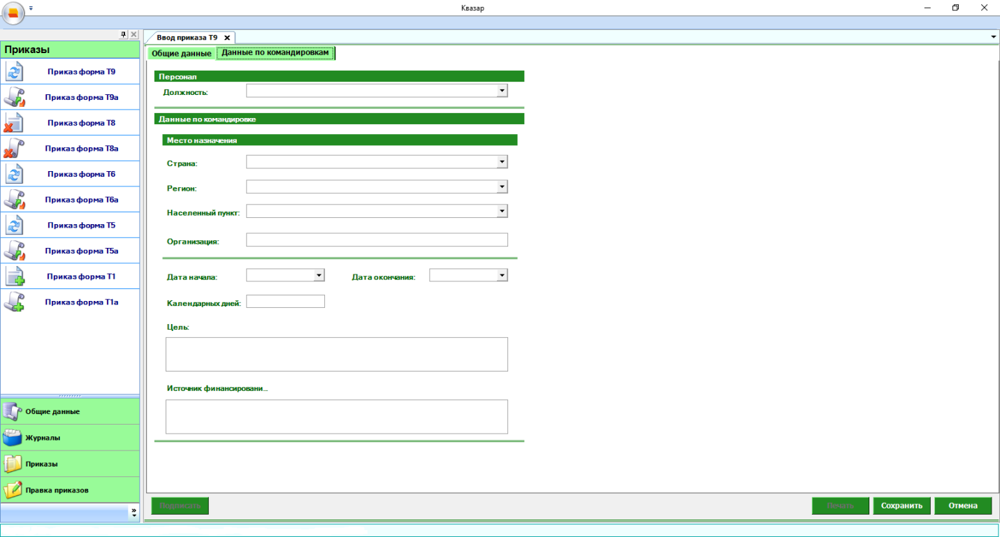 Квазар
Приказы
Приказ форма Т9
Приказ форма Т9а
Приказ форма Т8
Приказ форма Т8а
Приказ форма Т6
Приказ форма Т6а
Приказ форма Т5
Приказ форма Т5а
Приказ форма Т1
Приказ форма Т1а
Общие данные
Журналы
Приказы
Правка приказов
Ввод приказа Т9
Общие данные Данные по командировкам
Персонал
Должность:
Данные по командировке
Место назначения
Страна:
Регион:
Населенный пункт:
Организация:
Дата начала: Дата окончания:
Календарных дней:
Цель:
Источник финансировани...
Подписать Печать Сохранить Отмена